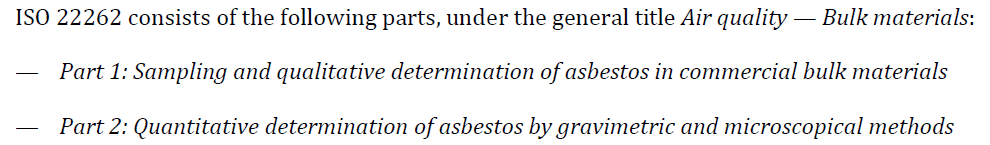 ISO 22262 consists of the following parts, under the general title Air quality — Bulk materials:
— Part 1: Sampling and qualitative determination of asbestos in commercial bulk materials
— Part 2: Quantitative determination of asbestos by gravimetric and microscopical methods